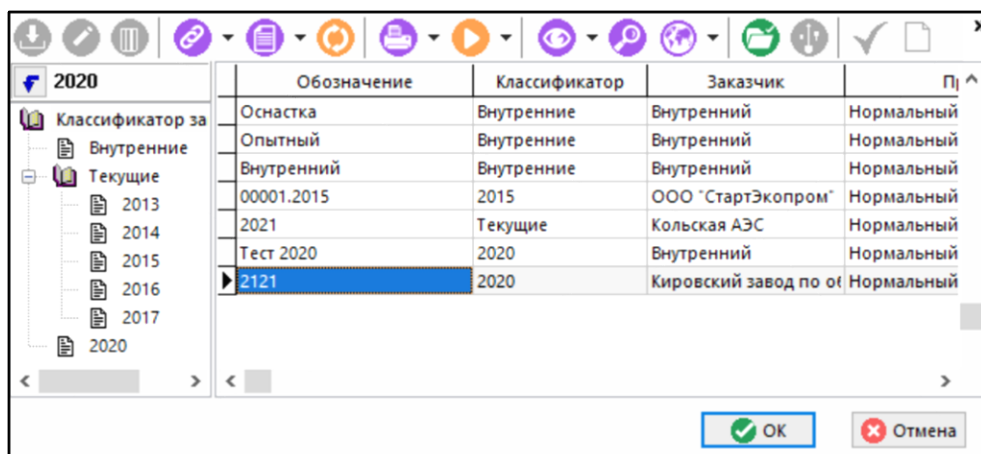 2020
Классификатор за
Внутренние
Текущие
2013
2014
2015
2016
2017
2020
Обозначение Классификатор Заказчик
Оснастка Внутренние Внутренний Нормальный
Опытный Внутренние Внутренний Нормальный
Внутренний Внутренние Внутренний Нормальный
00001.2015 2015 ООО "СтартЭкопром" Нормальный
2021 Текущие Кольская АЭС Нормальный
Тест 2020 2020 Внутренний Нормальный
2121 2020 Кировский завод по Нормальный
ОК Отмена